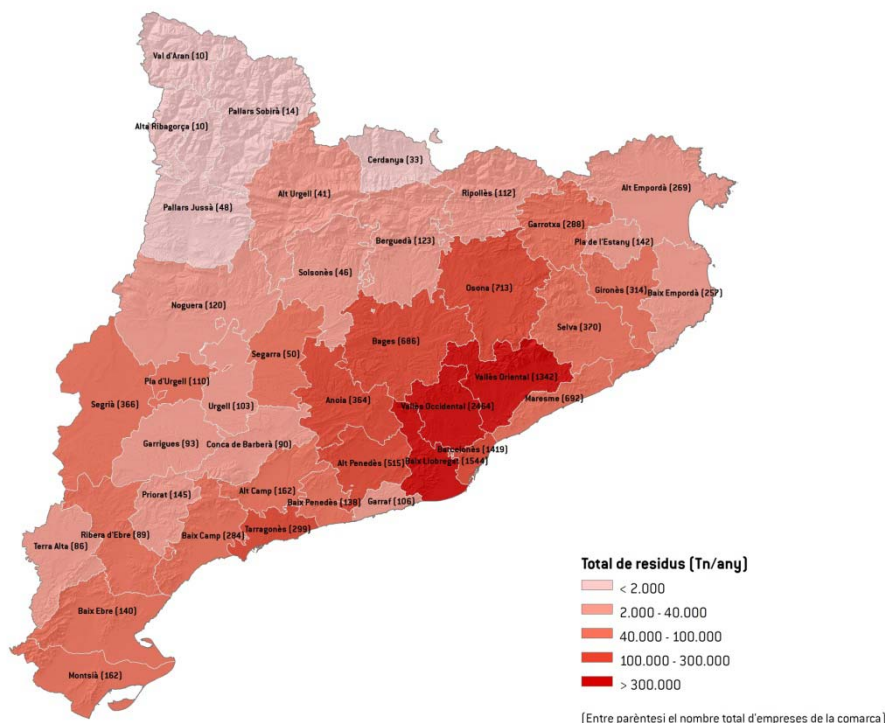 Val d'Aran (10)
Pallars Sobirà (14)
Alta Ribagorça (10)
Cerdanya (33)
Alt Urgell (41)
Ripollès (112)
Alt Empordà (269)
Pallars Jussà (48)
Garrotxa (288)
Berguedà (123)
Pla de l'Estany (142)
Solsonès (46)
Osona (713)
Gironès (314)
Baix Empordà (257)
Noguera (120)
Selva (370)
Bages (686)
Segarra (50)
Vallès Oriental (1342)
Pla d'Urgell (110)
Maresme (692)
Segrià (366)
Urgell (103)
Anoia (364)
Vallès Occidental (2464)
Garrigues (93)
Conca de Barberà (90)
Barcelonès (1419)
Alt Penedès (515)
Baix Llobregat (1544)
Alt Camp (162)
Priorat (145)
Baix Penedès (138)
Garraf (106)
Tarragonès (299)
Ribera d'Ebre (89)
Baix Camp (284)
Terra Alta (86)
Baix Ebre (140)
Montsià (162)
Total de residus (Tn/any)
< 2.000
2.000 - 40.000
40.000 - 100.000
100.000 - 300.000
> 300.000
(Entre parèntesi el nombre total d'empreses de la comarca)